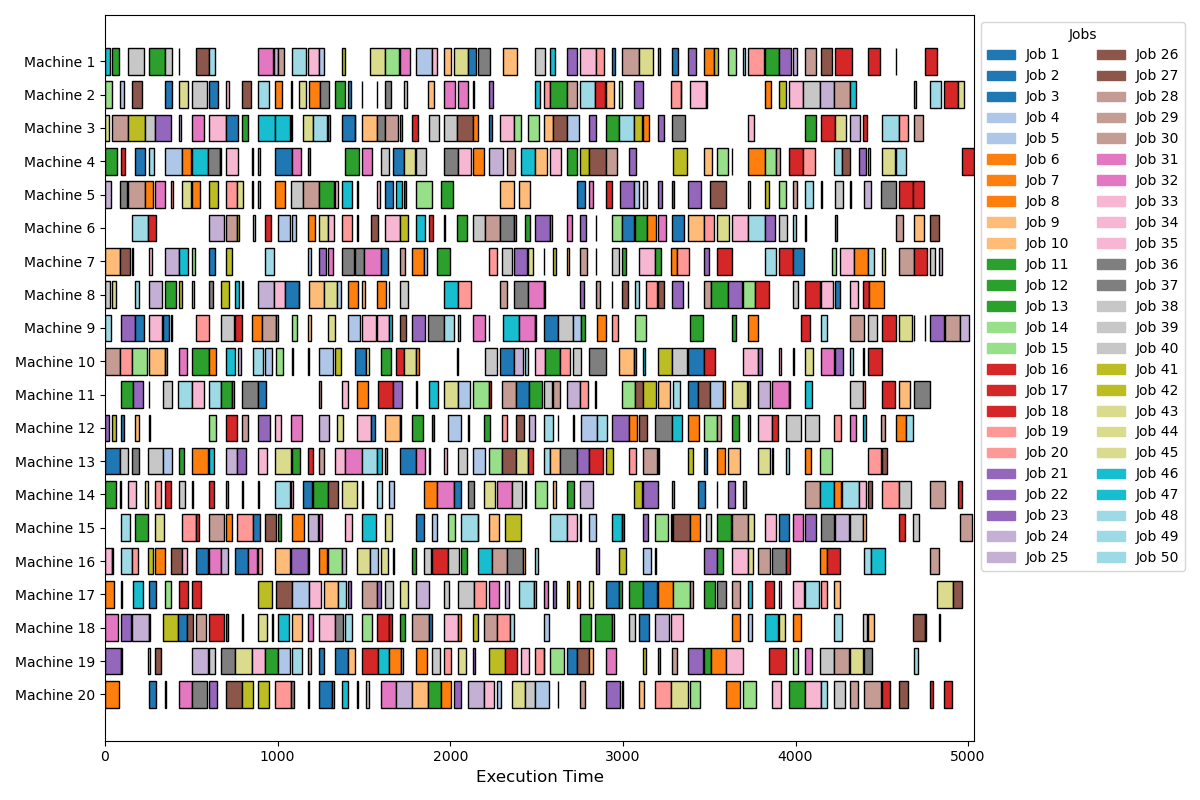 Machine 1
Machine 2
Machine 3
Machine 4
Machine 5
Machine 6
Machine 7
Machine 8
Machine 9
Machine 10
Machine 11
Machine 12
Machine 13
Machine 14
Machine 15
Machine 16
Machine 17
Machine 18
Machine 19
Machine 20
0 1000 2000 3000 4000 5000
Execution Time
Jobs
Job 1
Job 2
Job 3
Job 4
Job 5
Job 6
Job 7
Job 8
Job 9
Job 10
Job 11
Job 12
Job 13
Job 14
Job 15
Job 16
Job 17
Job 18
Job 19
Job 20
Job 21
Job 22
Job 23
Job 24
Job 25
Job 26
Job 27
Job 28
Job 29
Job 30
Job 31
Job 32
Job 33
Job 34
Job 35
Job 36
Job 37
Job 38
Job 39
Job 40
Job 41
Job 42
Job 43
Job 44
Job 45
Job 46
Job 47
Job 48
Job 49
Job 50